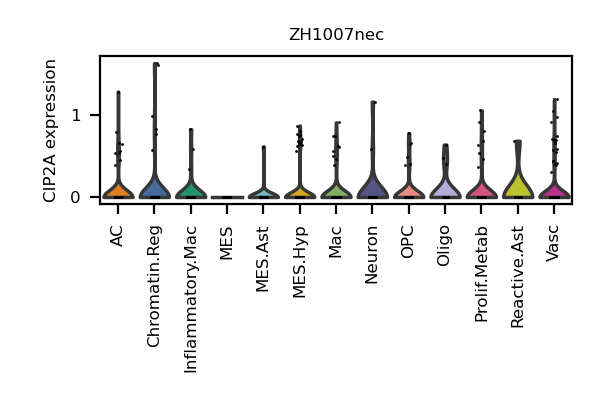 ZH1007nec
CIP2A expression
1
0
AC
Chromatin.Reg
Inflammatory.Mac
MES
MES.Ast
MES.Hyp
Mac
Neuron
OPC
Oligo
Prolif.Metab
Reactive.Ast
Vasc